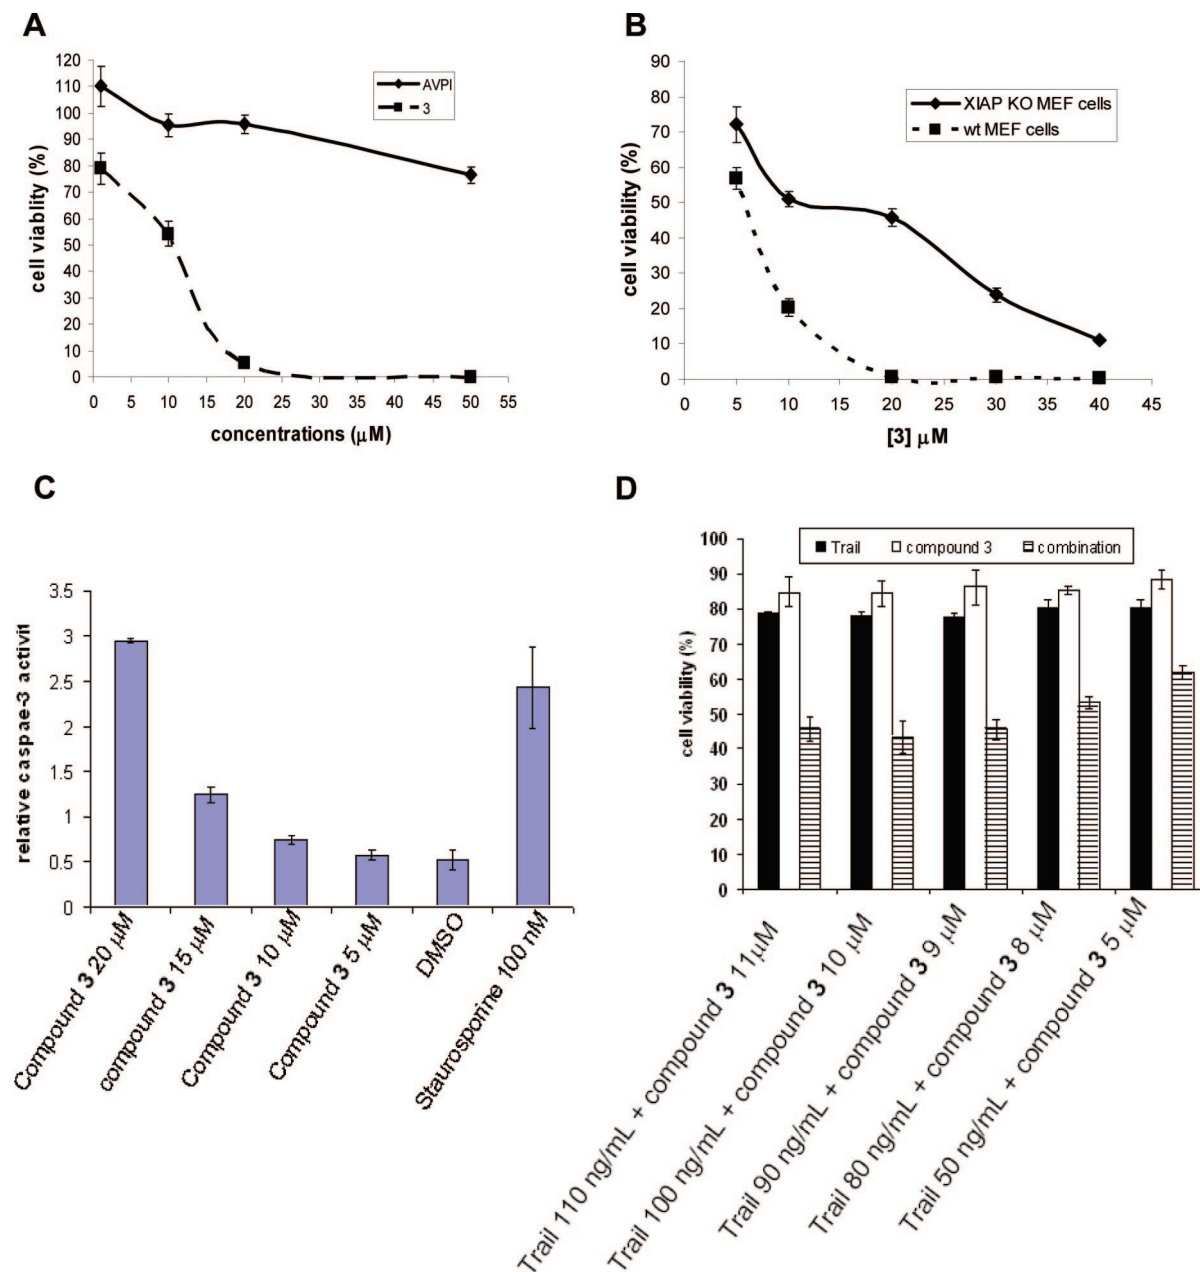 A
cell viablity (%)
120
110
100
90
80
70
60
50
40
30
20
10
0
0 5 10 15 20 25 30 35 40 45 50 55
concentrations (μM)
AVPI
3
B
cell viability (%)
90
80
70
60
50
40
30
20
10
0
0 5 10 15 20 25 30 35 40 45
[3] μM
XIAP KO MEF cells
wt MEF cells
C
relative caspae-3 activit
3.5
3
2.5
2
1.5
1
0.5
0
Compound 3 20 μM
compound 3 15 μM
Compound 3 10 μM
Compound 3 5 μM
DMSO
Staurosporine 100 nM
D
cell viability (%)
100
90
80
70
60
50
40
30
20
10
0
Trail compound 3 combination
Trail 110 ng/mL + compound 3 11μM
Trail 100 ng/mL + compound 3 10 μM
Trail 90 ng/mL + compound 3 9 μM
Trail 80 ng/mL + compound 3 8 μM
Trail 50 ng/mL + compound 3 5 μM